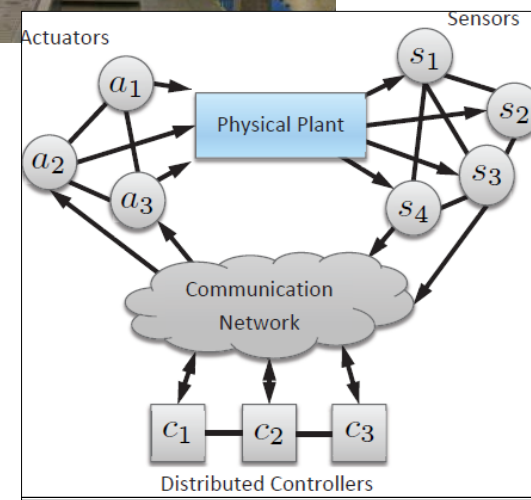 Sensors
Actuators
s1
a1
s2
Physical Plant
a2
s3
a3
s4
Communication
Network
c1 c2 c3
Distributed Controllers